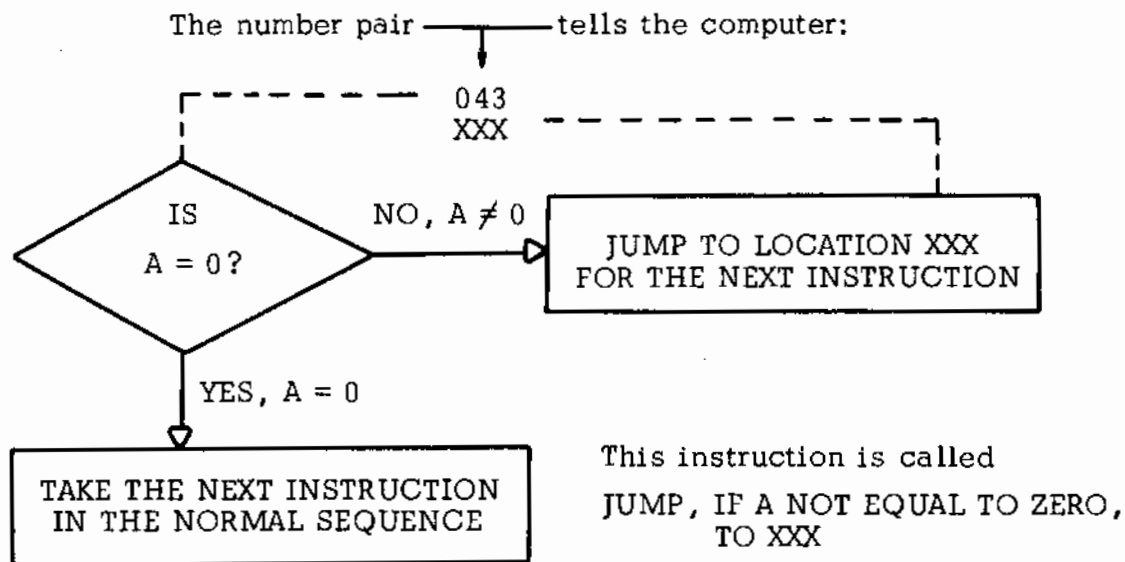 The number pair tells the computer:
043
XXX
IS
A = 0?
NO, A ≠ 0
JUMP TO LOCATION XXX
FOR THE NEXT INSTRUCTION
YES, A = 0
TAKE THE NEXT INSTRUCTION
IN THE NORMAL SEQUENCE
This instruction is called
JUMP, IF A NOT EQUAL TO ZERO,
TO XXX